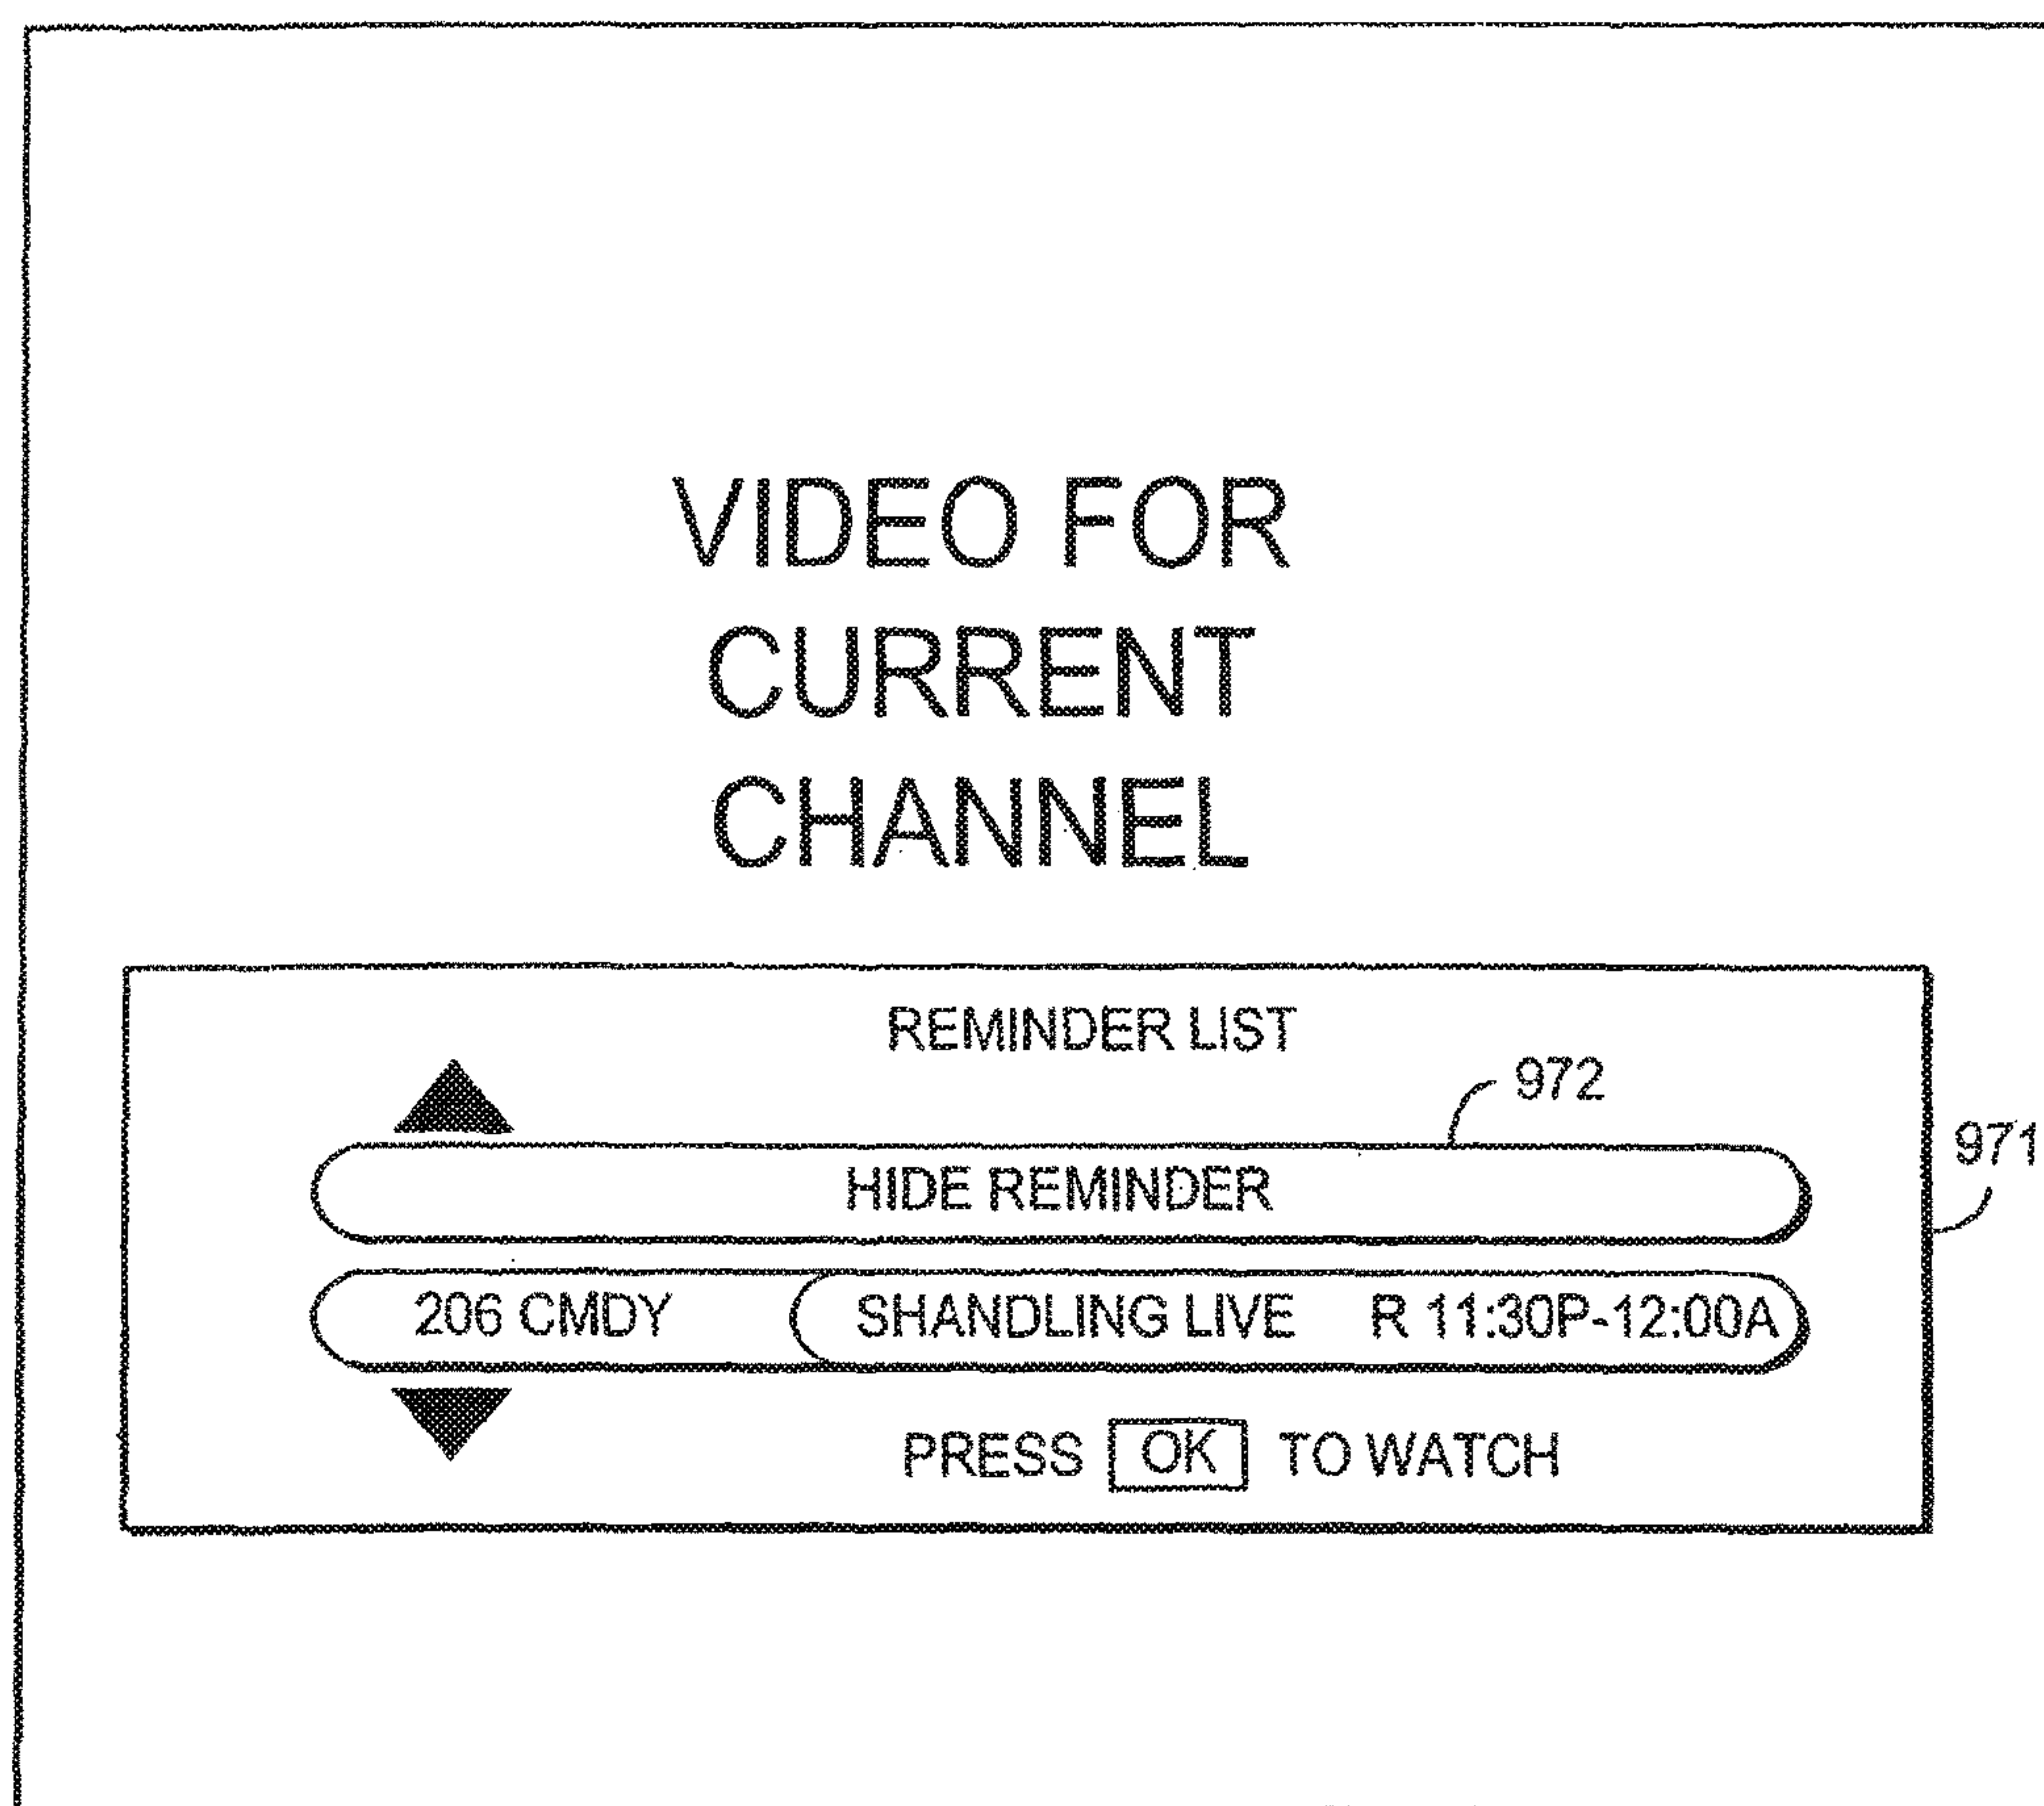 VIDEO FOR
CURRENT
CHANNEL
REMINDER LIST
972
971
HIDE REMINDER
206 CMDY SHANDLING LIVE R 11:30P-12:00A
PRESS OK TO WATCH